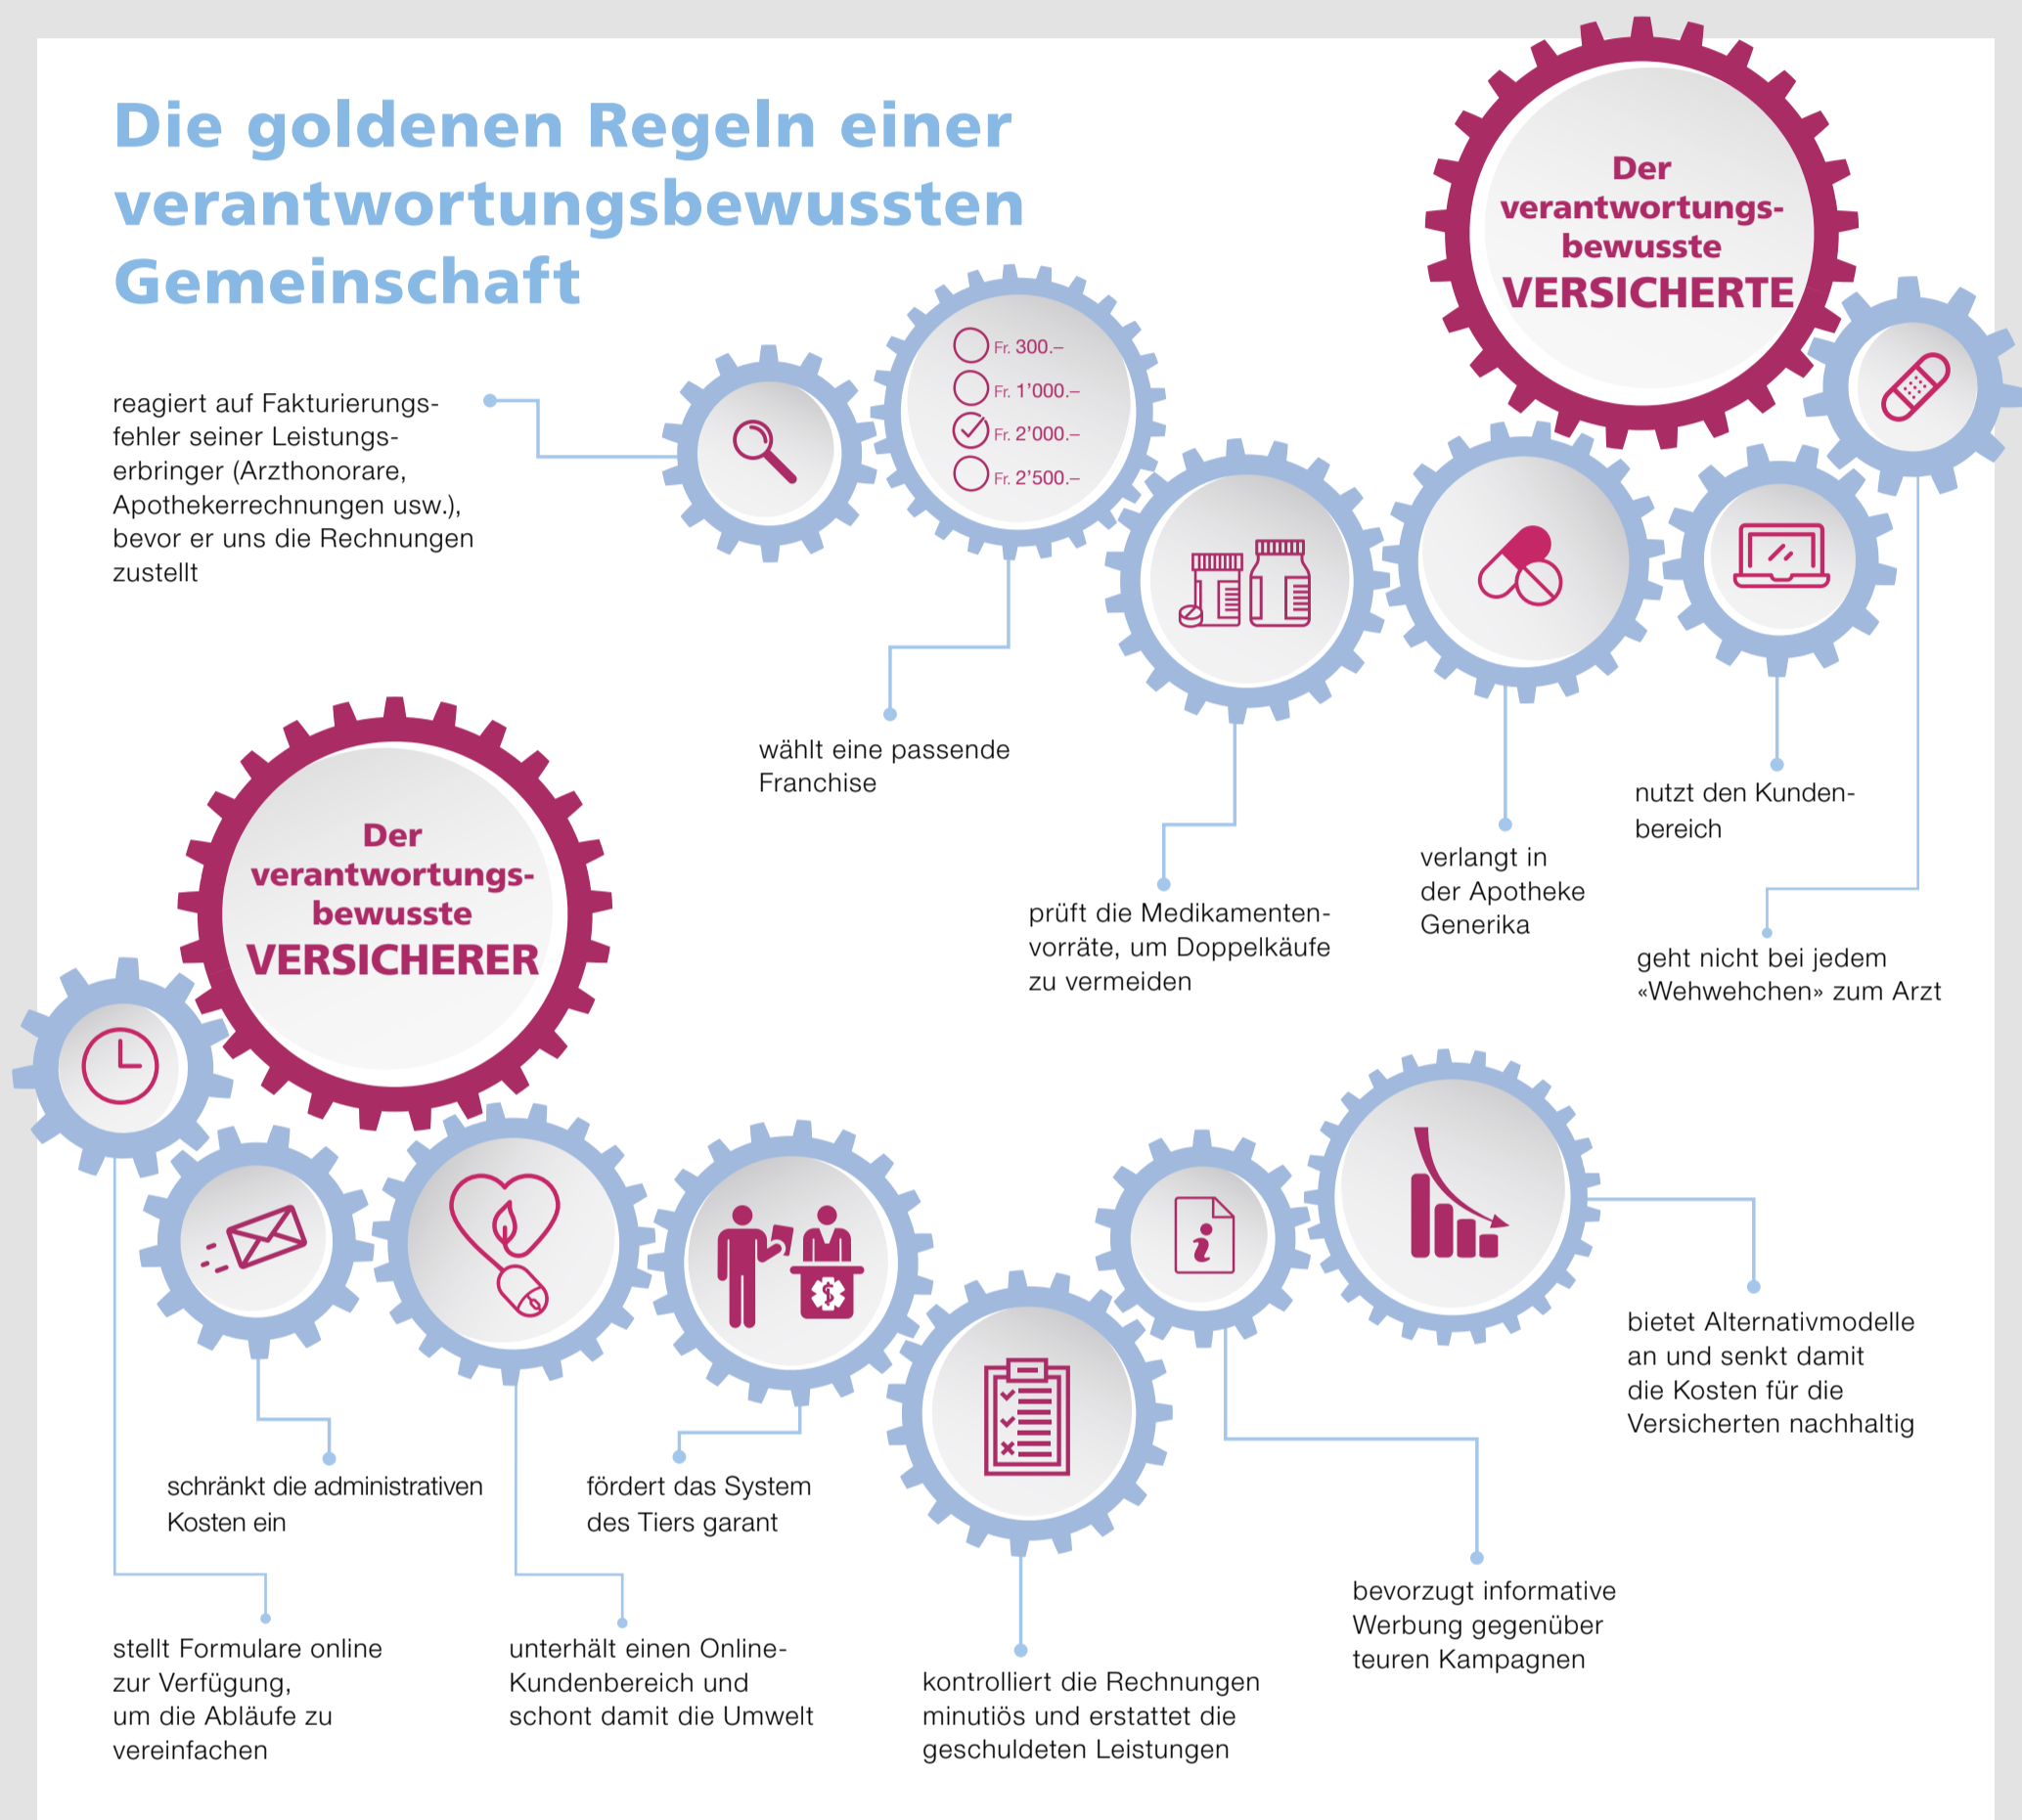 Die goldenen Regeln einer
verantwortungsbewussten
Gemeinschaft
Der
verantwortungs-
bewusste
VERSICHERTE
reagiert auf Fakturierungs-
fehler seiner Leistungs-
erbringer (Arzthonorare,
Apothekerrechnungen usw.),
bevor er uns die Rechnungen
zustellt
Fr. 300.–
Fr. 1’000.–
Fr. 2’000.–
Fr. 2’500.–
wählt eine passende
Franchise
prüft die Medikamenten-
vorräte, um Doppelkäufe
zu vermeiden
verlangt in
der Apotheke
Generika
nutzt den Kunden-
bereich
geht nicht bei jedem
«Wehwehchen» zum Arzt
Der
verantwortungs-
bewusste
VERSICHERER
stellt Formulare online
zur Verfügung,
um die Abläufe zu
vereinfachen
schränkt die administrativen
Kosten ein
unterhält einen Online-
Kundenbereich und
schont damit die Umwelt
fördert das System
des Tiers garant
kontrolliert die Rechnungen
minutiös und erstattet die
geschuldeten Leistungen
i
bevorzugt informative
Werbung gegenüber
teuren Kampagnen
bietet Alternativmodelle
an und senkt damit
die Kosten für die
Versicherten nachhaltig